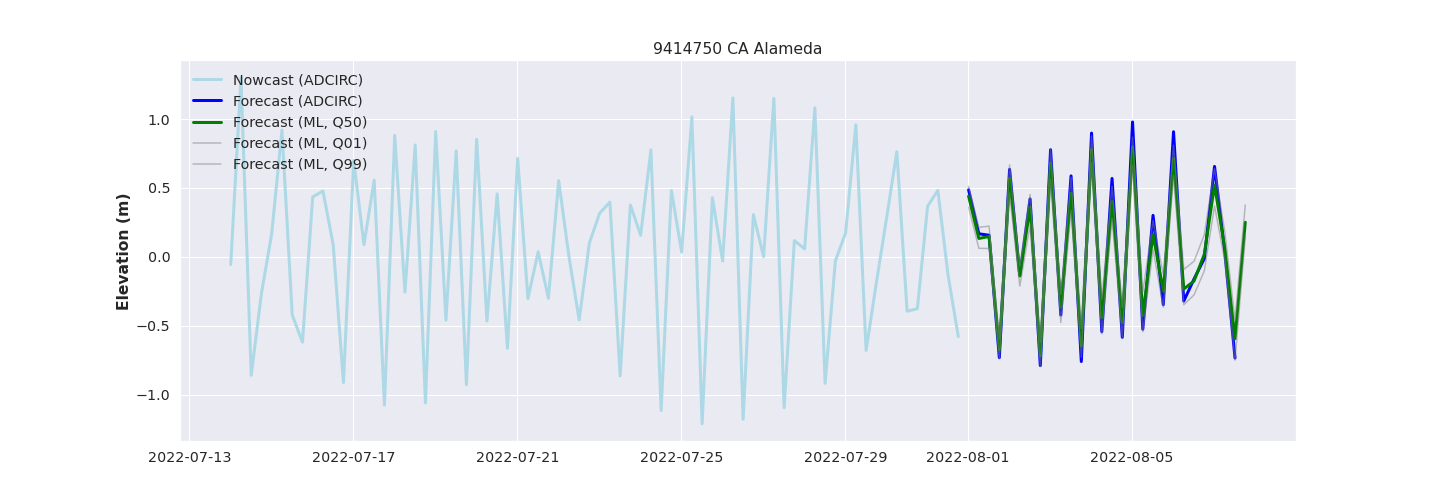 9414750 CA Alameda
Nowcast (ADCIRC)
Forecast (ADCIRC)
Forecast (ML, Q50)
Forecast (ML, Q01)
Forecast (ML, Q99)
Elevation (m)
1.0
0.5
0.0
−0.5
−1.0
2022-07-13 2022-07-17 2022-07-21 2022-07-25 2022-07-29 2022-08-01 2022-08-05